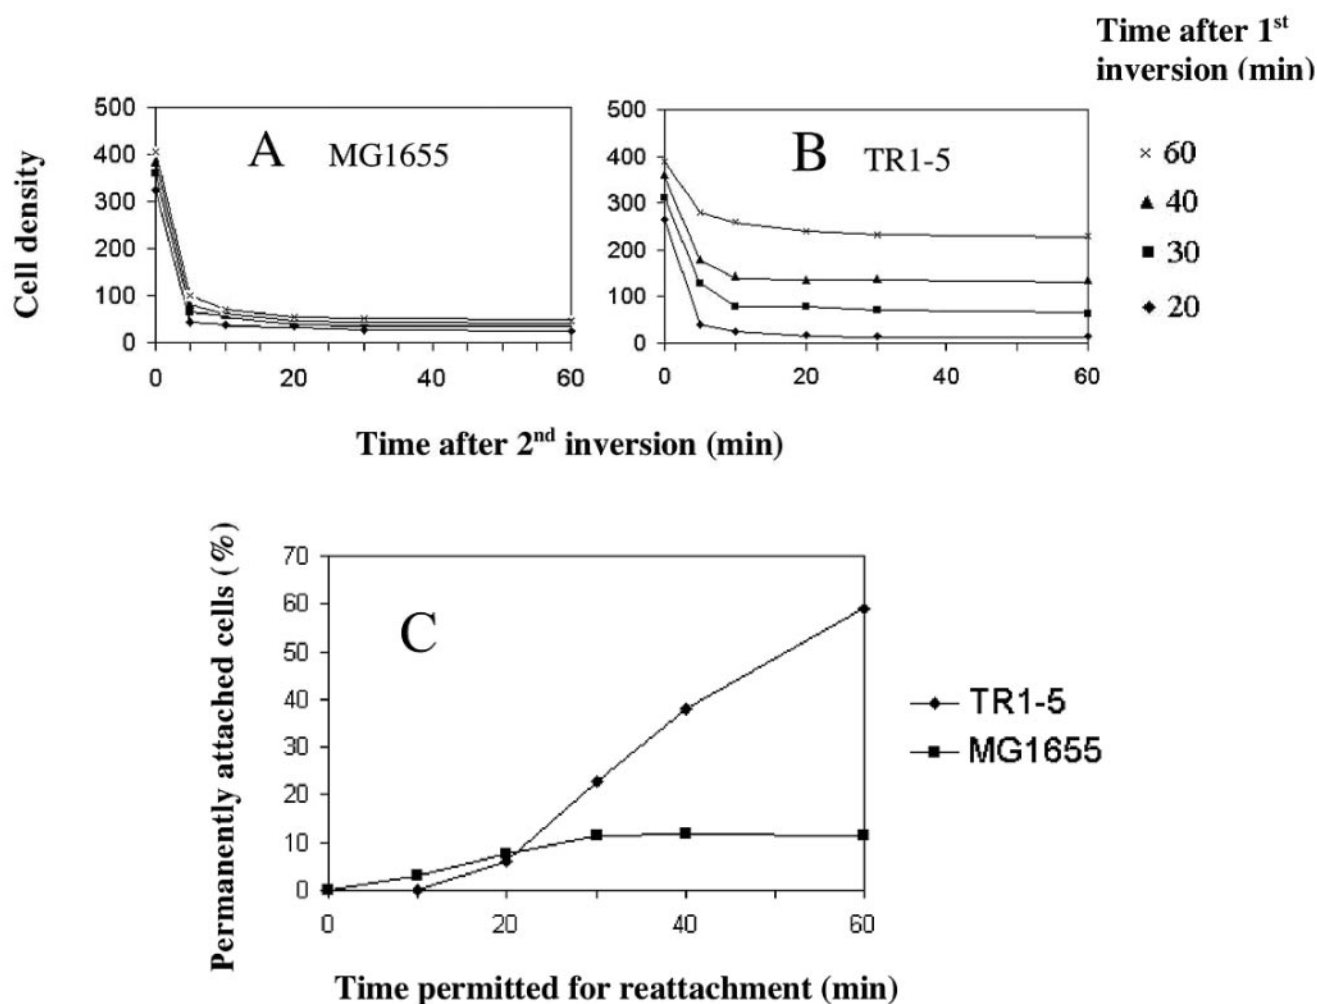 Time after 1st
inversion (min)
500
400
300
200
100
0
Cell density
A MG1655
0 20 40 60
500
400
300
200
100
0
B TR1-5
0 20 40 60
60
40
30
20
Time after 2nd inversion (min)
70
60
50
40
30
20
10
0
Permanently attached cells (%)
C
0 20 40 60
TR1-5
MG1655
Time permitted for reattachment (min)